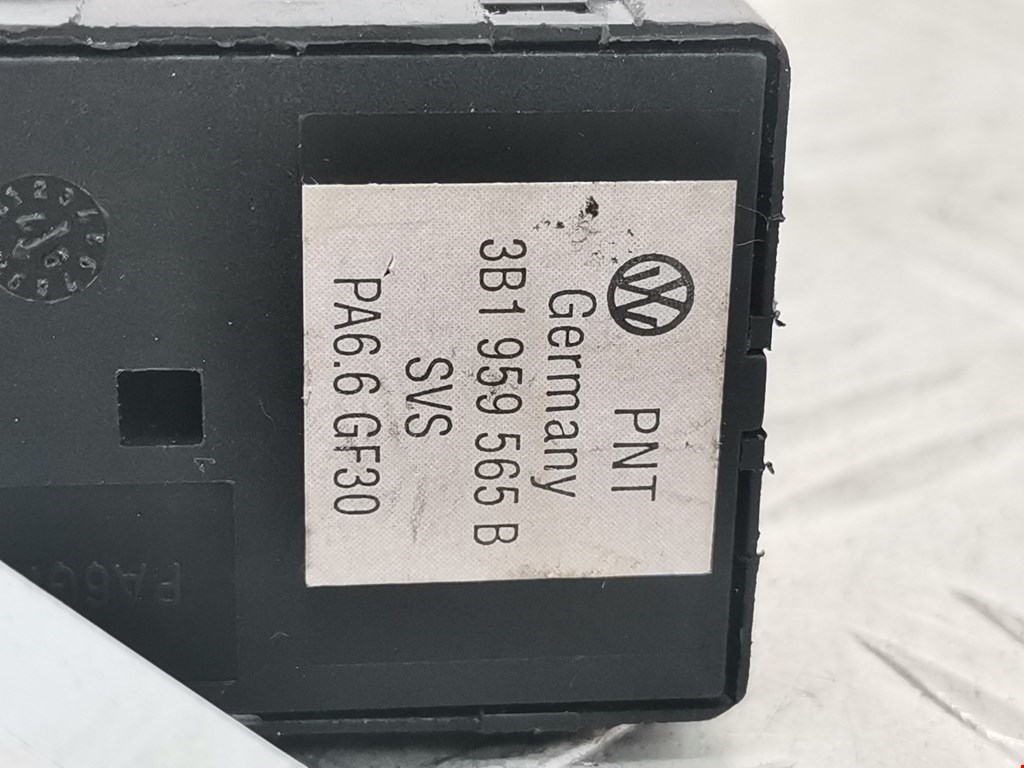 PNT
Germany
3B1 959 565 B
SVS
PA6.6 GF30